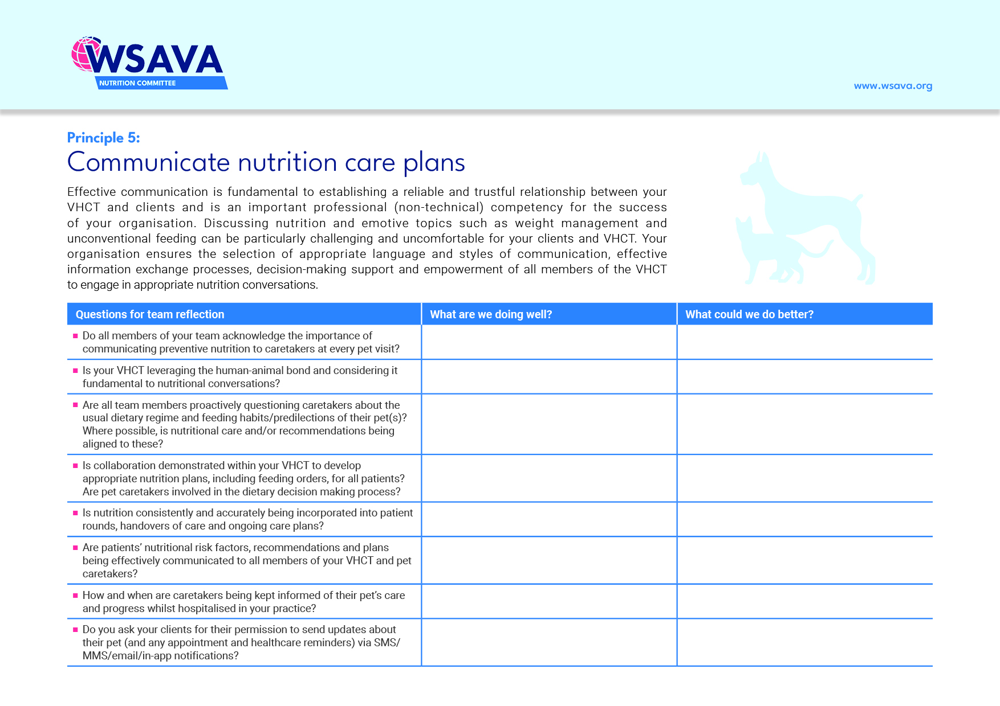 WSAVA
NUTRITION COMMITTEE
www.wsava.org
Principle 5:
Communicate nutrition care plans
Effective communication is fundamental to establishing a reliable and trustful relationship between your
VHCT and clients and is an important professional (non-technical) competency for the success
of your organisation. Discussing nutrition and emotive topics such as weight management and
unconventional feeding can be particularly challenging and uncomfortable for your clients and VHCT. Your
organisation ensures the selection of appropriate language and styles of communication, effective
information exchange processes, decision-making support and empowerment of all members of the VHCT
to engage in appropriate nutrition conversations.
Questions for team reflection
What are we doing well?
What could we do better?
Do all members of your team acknowledge the importance of
communicating preventive nutrition to caretakers at every pet visit?
Is your VHCT leveraging the human-animal bond and considering it
fundamental to nutritional conversations?
Are all team members proactively questioning caretakers about the
usual dietary regime and feeding habits/predilections of their pet(s)?
Where possible, is nutritional care and/or recommendations being
aligned to these?
Is collaboration demonstrated within your VHCT to develop
appropriate nutrition plans, including feeding orders, for all patients?
Are pet caretakers involved in the dietary decision making process?
Is nutrition consistently and accurately being incorporated into patient
rounds, handovers of care and ongoing care plans?
Are patients’ nutritional risk factors, recommendations and plans
being effectively communicated to all members of your VHCT and pet
caretakers?
How and when are caretakers being kept informed of their pet’s care
and progress whilst hospitalised in your practice?
Do you ask your clients for their permission to send updates about
their pet (and any appointment and healthcare reminders) via SMS/
MMS/email/in-app notifications?